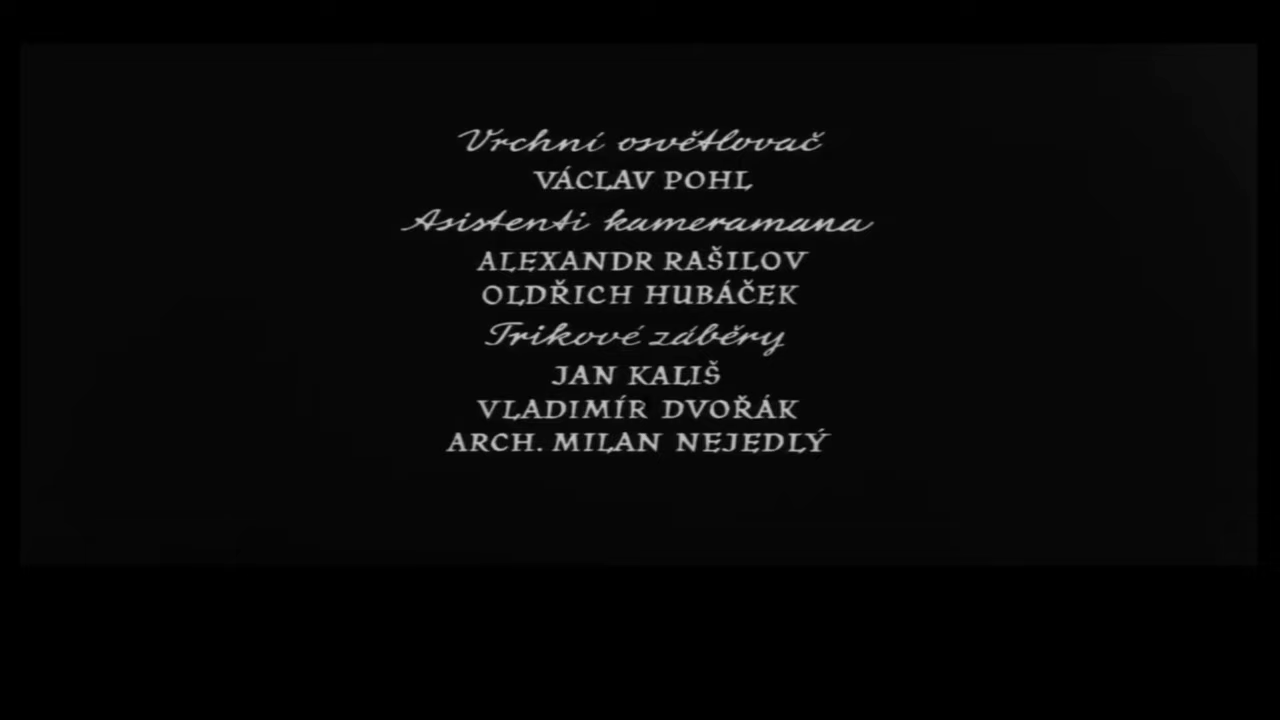 Vrchní osvětlovač
VÁCLAV POHL
Asistenti kameramana
ALEXANDR RAŠILOV
OLDŘICH HUBÁČEK
Trikové záběry
JAN KALIŠ
VLADIMÍR DVOŘÁK
ARCH. MILAN NEJEDLÝ